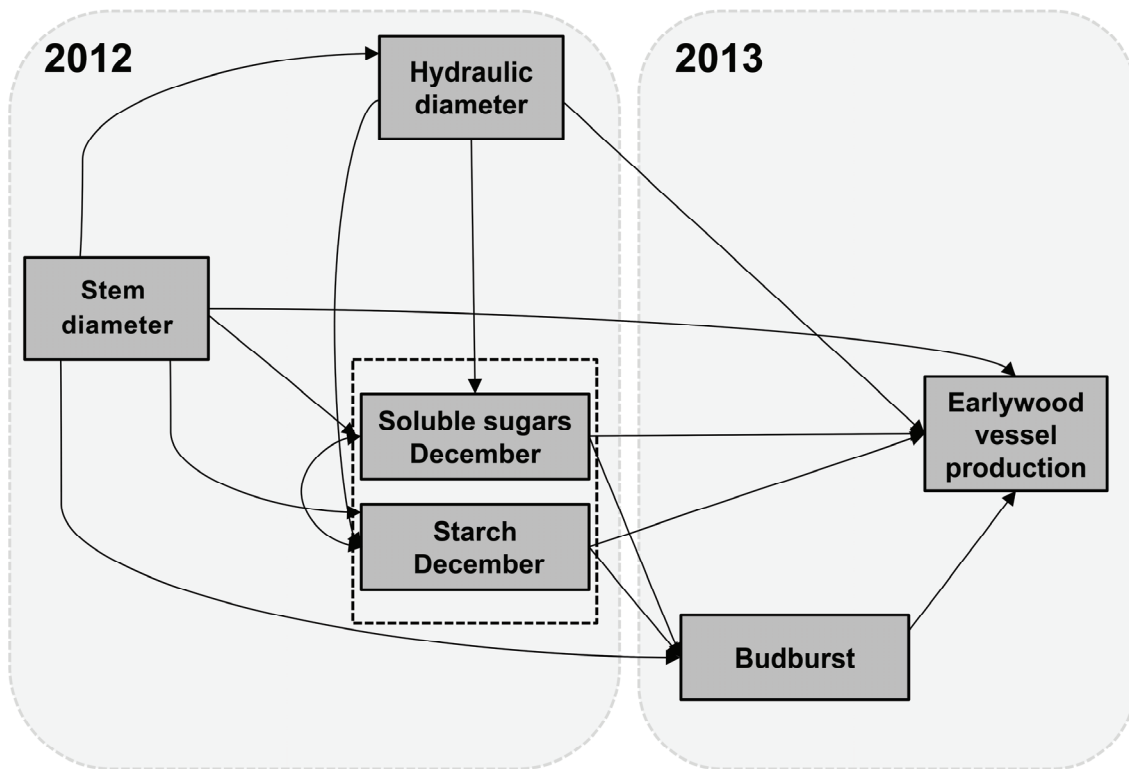 2012
2013
Hydraulic
diameter
Stem
diameter
Soluble sugars
December
Starch
December
Earlywood
vessel
production
Budburst